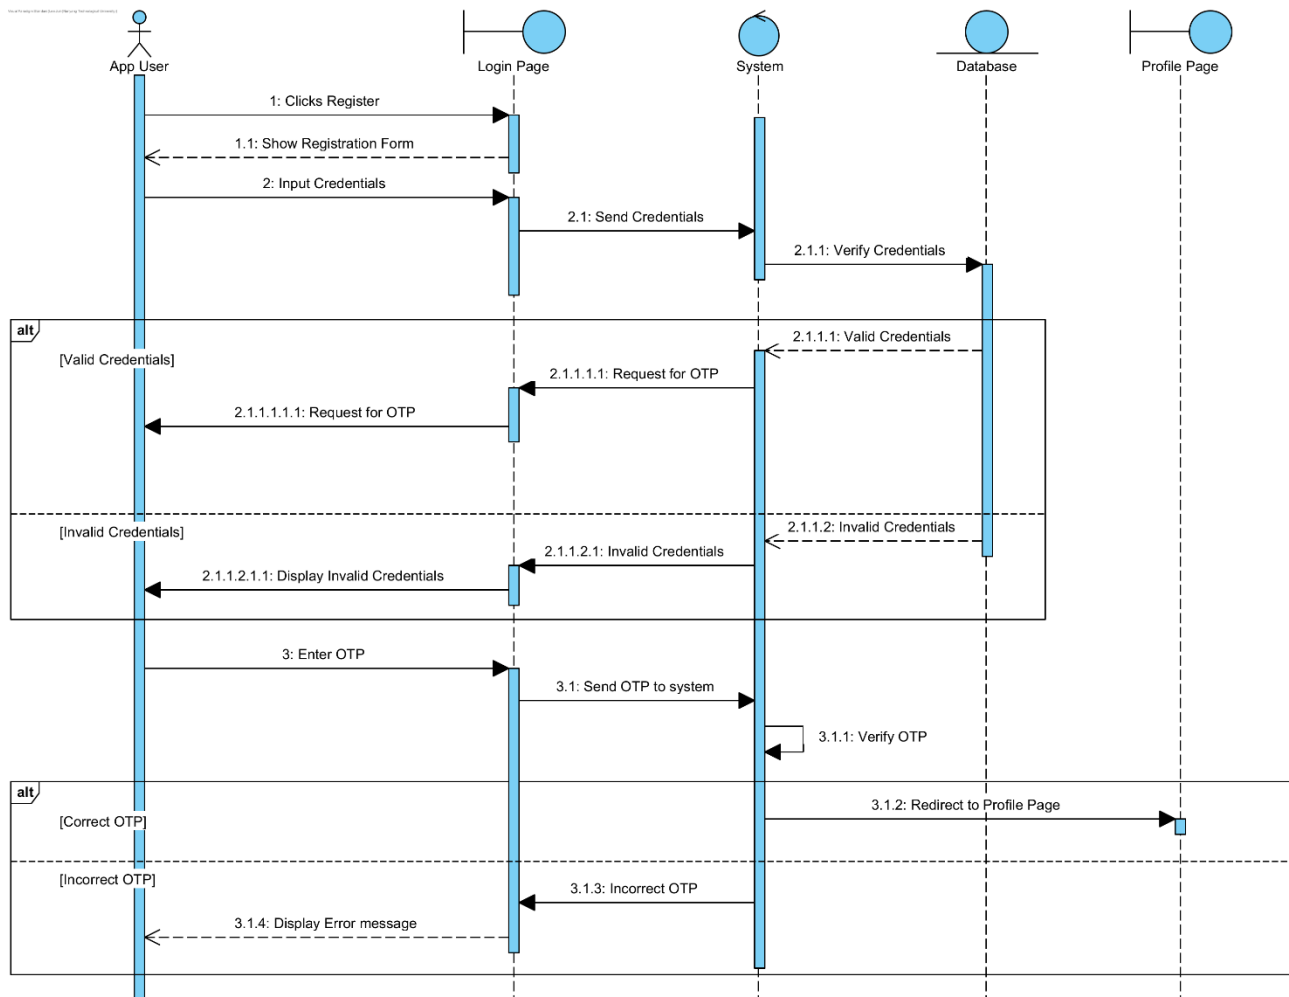 App User
Login Page
System
Database
Profile Page
1: Clicks Register
1.1: Show Registration Form
2: Input Credentials
2.1: Send Credentials
2.1.1: Verify Credentials
alt
2.1.1.1: Valid Credentials
[Valid Credentials]
2.1.1.1.1: Request for OTP
2.1.1.1.1.1: Request for OTP
2.1.1.2: Invalid Credentials
[Invalid Credentials]
2.1.1.2.1: Invalid Credentials
2.1.1.2.1.1: Display Invalid Credentials
3: Enter OTP
3.1: Send OTP to system
3.1.1: Verify OTP
alt
3.1.2: Redirect to Profile Page
[Correct OTP]
[Incorrect OTP]
3.1.3: Incorrect OTP
3.1.4: Display Error message